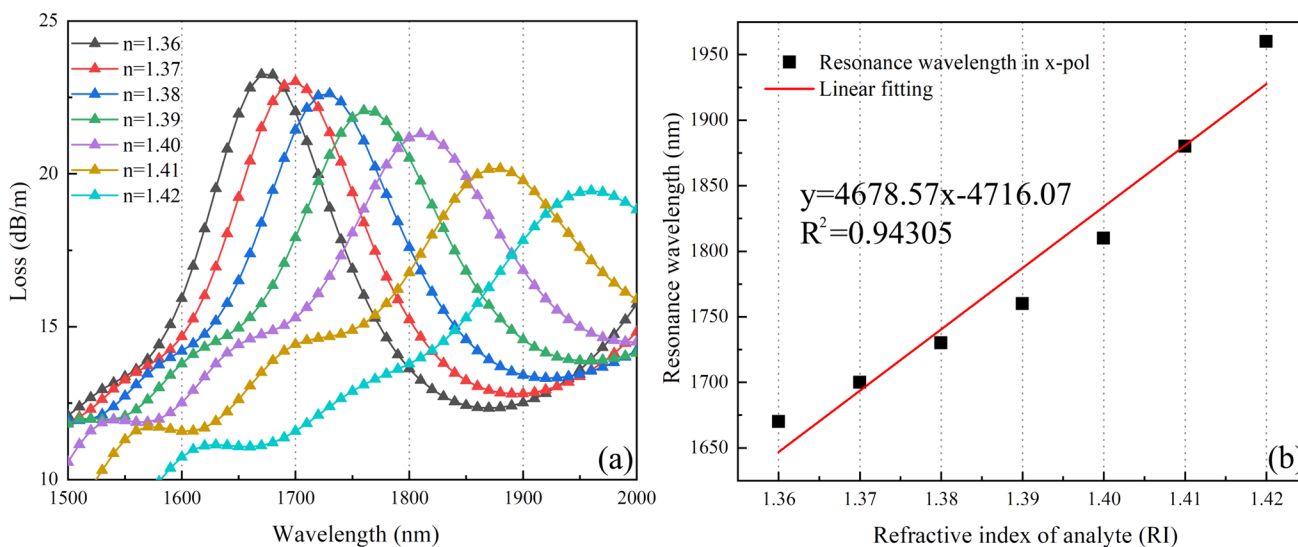 25
20
15
10
Loss (dB/m)
n=1.36
n=1.37
n=1.38
n=1.39
n=1.40
n=1.41
n=1.42
(a)
1500
1600
1700
1800
1900
2000
Wavelength (nm)
1950
1900
1850
1800
1750
1700
1650
Resonance wavelength (nm)
Resonance wavelength in x-pol
Linear fitting
y=4678.57x-4716.07
R²=0.94305
(b)
1.36
1.37
1.38
1.39
1.40
1.41
1.42
Refractive index of analyte (RI)